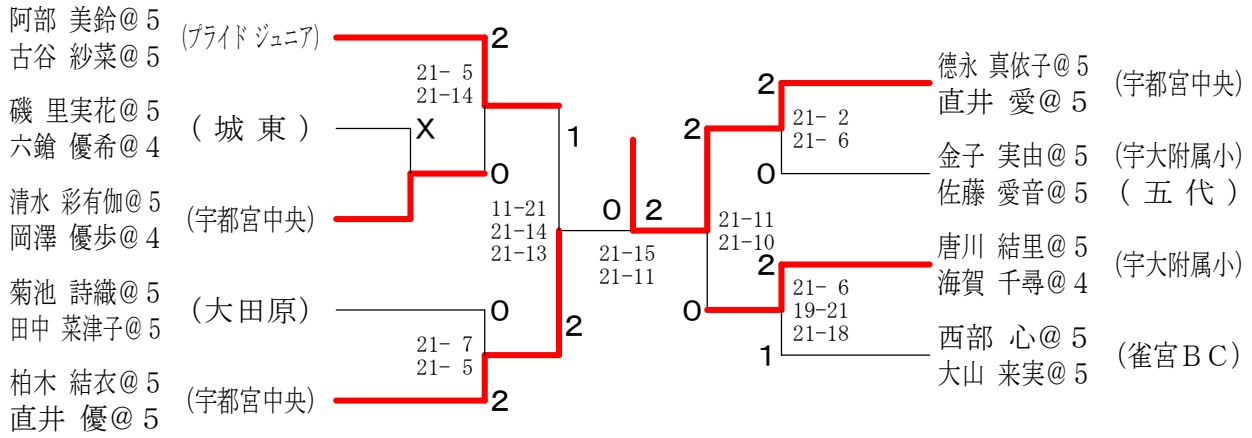 阿部 美鈴@5
古谷 紗菜@5
(プライド ジュニア)
2
21- 5
21-14
磯 里実花@5
六鎗 優希@4
(城東)
X
0
清水 彩有伽@5
岡澤 優歩@4
(宇都宮中央)
1
11-21
21-14
21-13
菊池 詩織@5
田中 菜津子@5
(大田原)
0
2
21- 7
21- 5
柏木 結衣@5
直井 優@5
(宇都宮中央)
2
0
2
21-15
21-11
德永 真依子@5
直井 愛@5
(宇都宮中央)
2
21- 2
21- 6
2
金子 実由@5
(宇大附属小)
佐藤 愛音@5
(五代)
0
21-11
21-10
唐川 結里@5
海賀 千尋@4
(宇大附属小)
2
21- 6
19-21
21-18
0
西部 心@5
大山 来実@5
(雀宮BC)
1